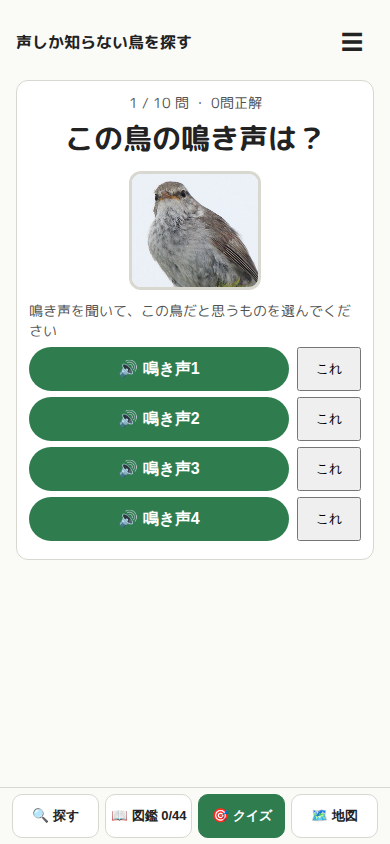 声しか知らない鳥を探す
1 / 10 問 · 0問正解
この鳥の鳴き声は？
鳴き声を聞いて、この鳥だと思うものを選んでくだ
さい
🔊 鳴き声1 これ
🔊 鳴き声2 これ
🔊 鳴き声3 これ
🔊 鳴き声4 これ
🔍 探す 📖 図鑑 0/44 🎯 クイズ 🗺️ 地図